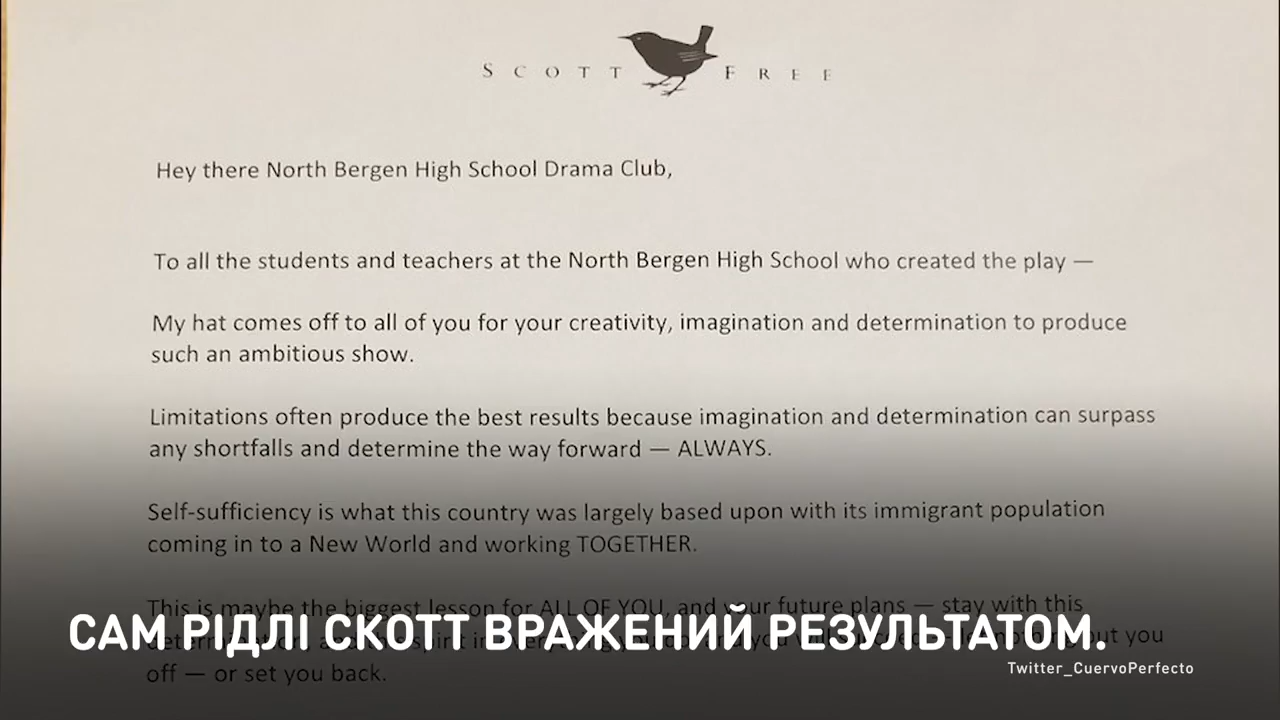 SCOTT FREE
Hey there North Bergen High School Drama Club,
To all the students and teachers at the North Bergen High School who created the play —
My hat comes off to all of you for your creativity, imagination and determination to produce
such an ambitious show.
Limitations often produce the best results because imagination and determination can surpass
any shortfalls and determine the way forward — ALWAYS.
Self-sufficiency is what this country was largely based upon with its immigrant population
coming in to a New World and working TOGETHER.
This is maybe the biggest lesson for ALL OF YOU, and your future plans — stay with this
but you
off — or set you back.
САМ РІДЛІ СКОТТ ВРАЖЕНИЙ РЕЗУЛЬТАТОМ.
Twitter_CuervoPerfecto